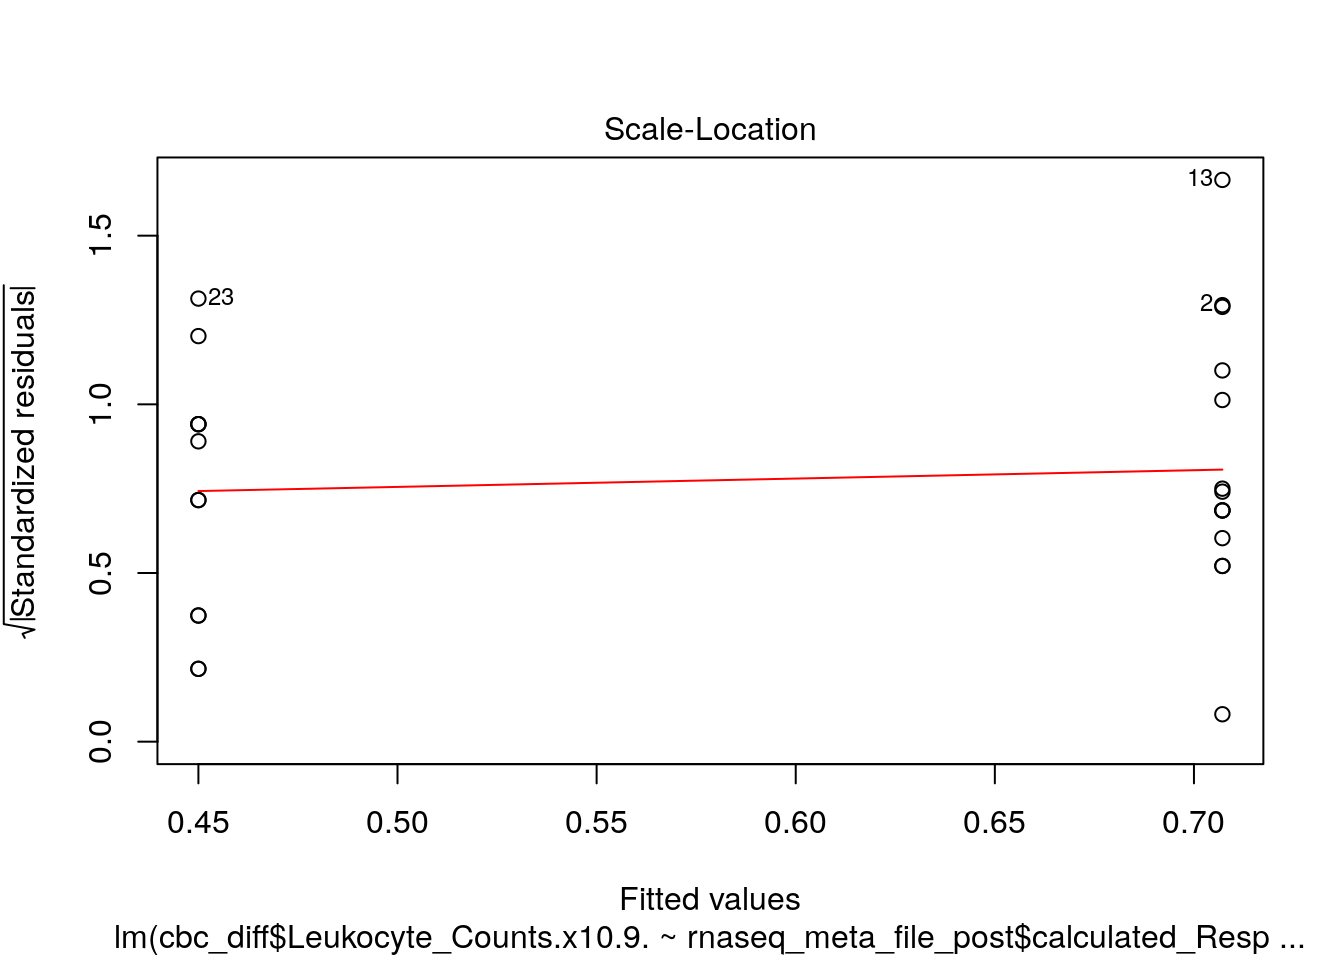 Scale-Location
√|Standardized residuals|
1.5
1.0
0.5
0.0
13
23
2
0.45 0.50 0.55 0.60 0.65 0.70
Fitted values
lm(cbc_diff$Leukocyte_Counts.x10.9. ~ rnaseq_meta_file_post$calculated_Resp ...